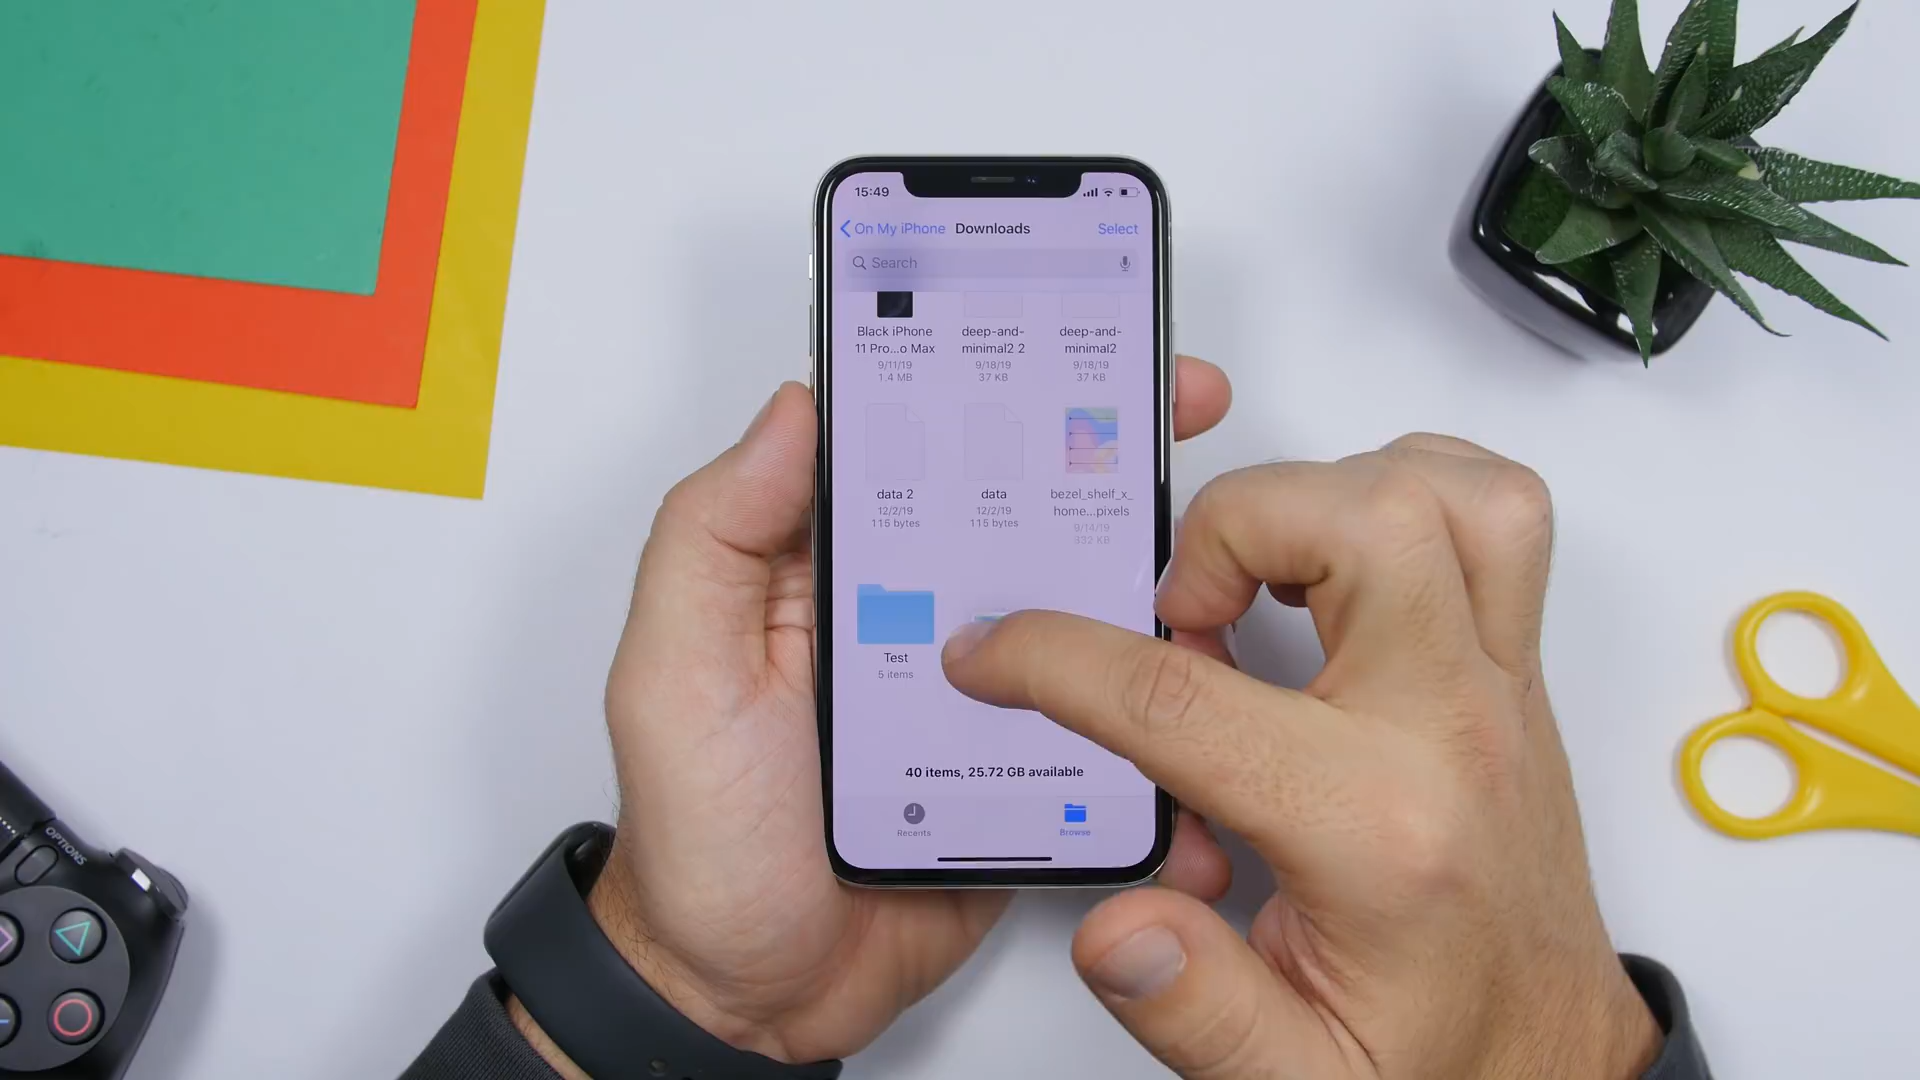 15:49
On My iPhone Downloads Select
Search
Black iPhone
11 Pro...o Max
9/11/19
1.4 MB
deep-and-
minimal2 2
9/18/19
37 KB
deep-and-
minimal2
9/18/19
37 KB
data 2
12/2/19
115 bytes
data
12/2/19
115 bytes
bezel_shelf_x_
home...pixels
9/14/19
332 KB
Test
5 items
40 items, 25.72 GB available
Recents
Browse
OPTIONS